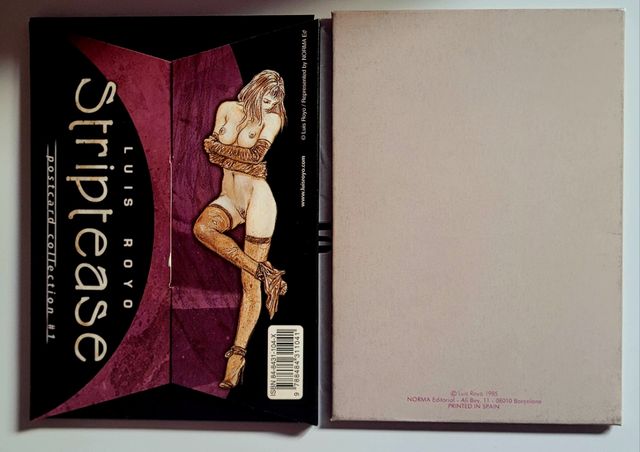 Striptease
LUIS ROYO
postcard collection #1
© Luis Royo / Represented by NORMA Ed
www.luisroyo.com
ISBN 84-8431-104-X
9 788484 311041
© Luis Royo 1985
NORMA Editorial - Ali Bey, 11 - 08010 Barcelona
PRINTED IN SPAIN